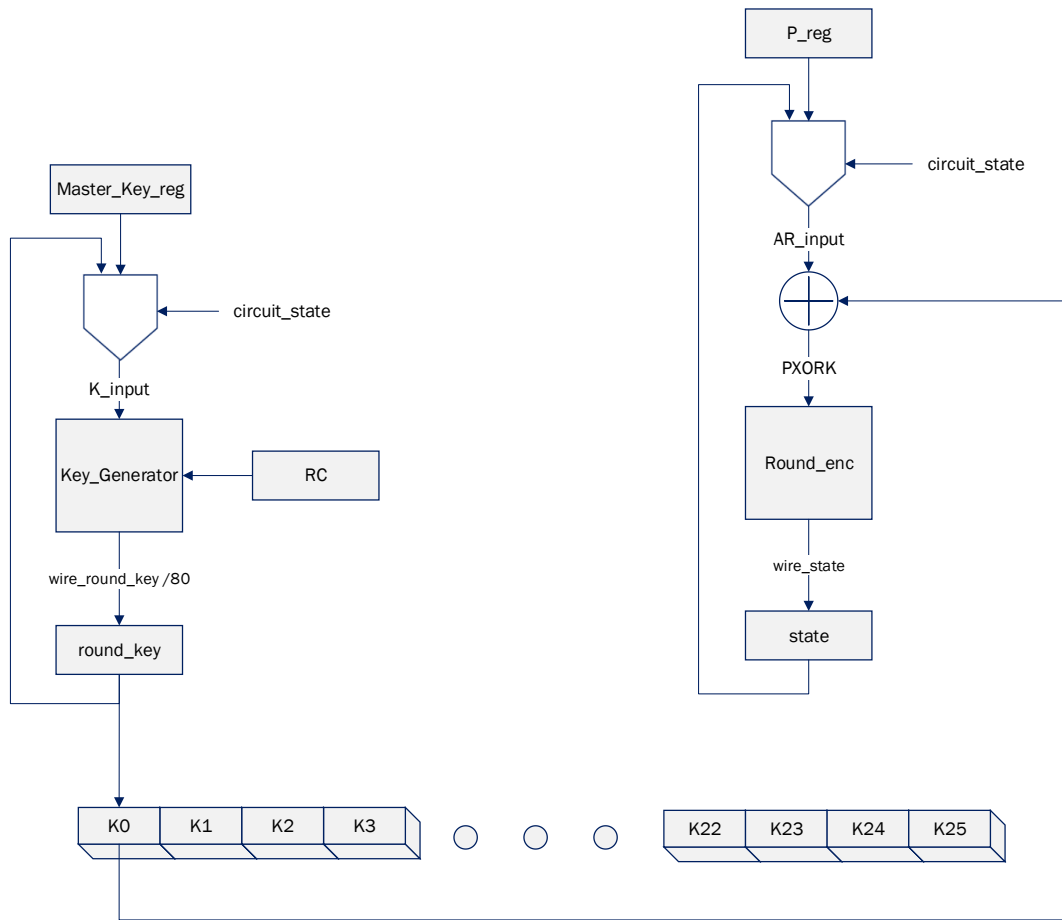 P_reg
circuit_state
Master_Key_reg
AR_input
circuit_state
PXORK
K_input
Round_enc
Key_Generator
RC
wire_state
wire_round_key /80
state
round_key
K0 K1 K2 K3 K22 K23 K24 K25